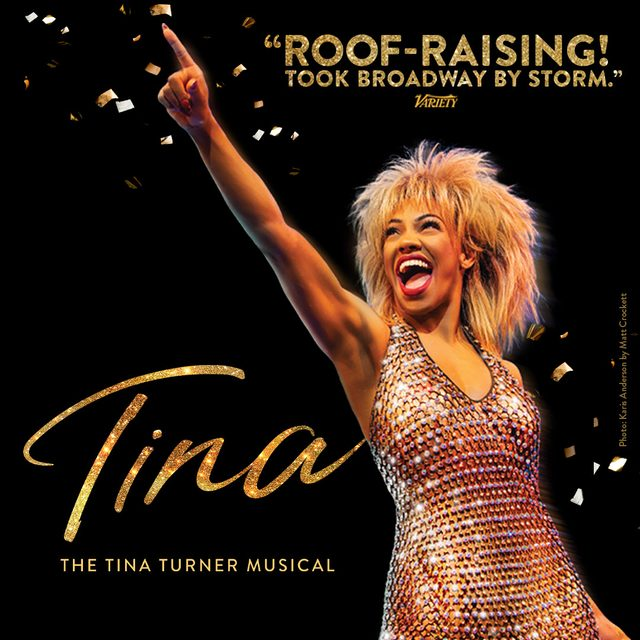 “ROOF-RAISING!
TOOK BROADWAY BY STORM.”
VARIETY
Tina
THE TINA TURNER MUSICAL
Photo: Karis Anderson by Matt Crockett